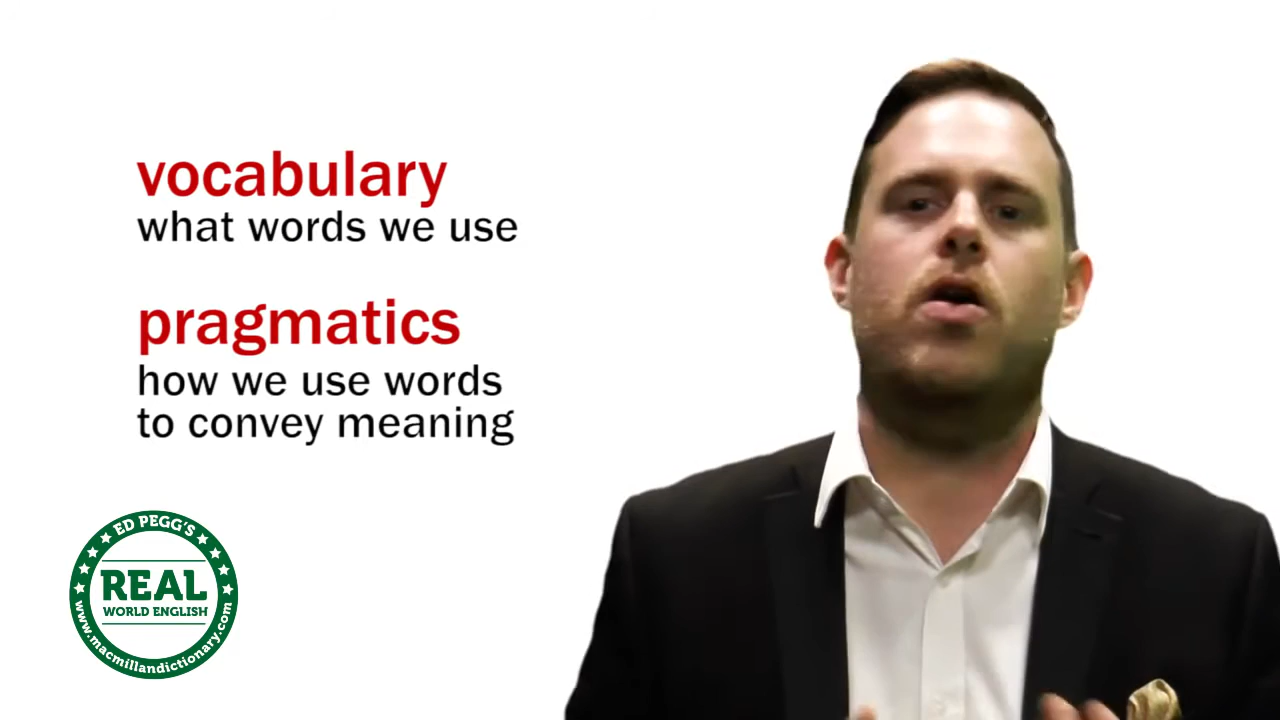 vocabulary
what words we use
pragmatics
how we use words
to convey meaning
ED PEGG'S
REAL
WORLD ENGLISH
www.macmillandictionary.com